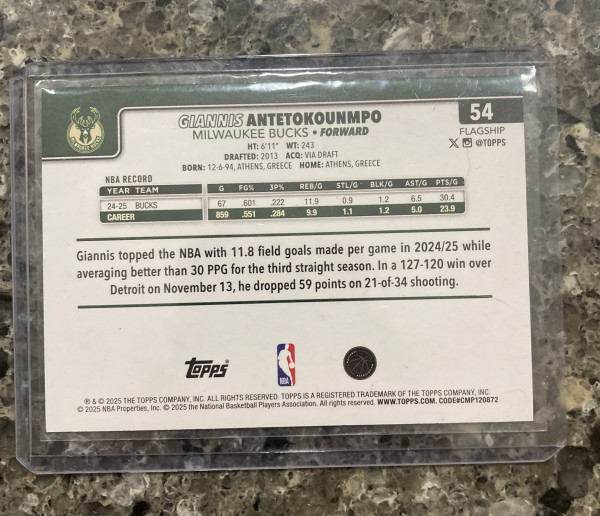 GIANNIS ANTETOKOUNMPO
MILWAUKEE BUCKS • FORWARD
HT: 6'11" WT: 243
DRAFTED: 2013 ACQ: VIA DRAFT
BORN: 12-6-94, ATHENS, GREECE HOME: ATHENS, GREECE
54
FLAGSHIP
@TOPPS
NBA RECORD
YEAR TEAM G FG% 3P% REB/G STL/G BLK/G AST/G PTS/G
24-25 BUCKS 67 .601 .222 11.9 0.9 1.2 6.5 30.4
CAREER 859 .551 .284 9.9 1.1 1.2 5.0 23.9
Giannis topped the NBA with 11.8 field goals made per game in 2024/25 while
averaging better than 30 PPG for the third straight season. In a 127-120 win over
Detroit on November 13, he dropped 59 points on 21-of-34 shooting.
Topps
NBA
® & © 2025 THE TOPPS COMPANY, INC. ALL RIGHTS RESERVED. TOPPS IS A REGISTERED TRADEMARK OF THE TOPPS COMPANY, INC.
© 2025 NBA Properties, Inc. © 2025 the National Basketball Players Association. All rights reserved. WWW.TOPPS.COM. CODE#CMP120872